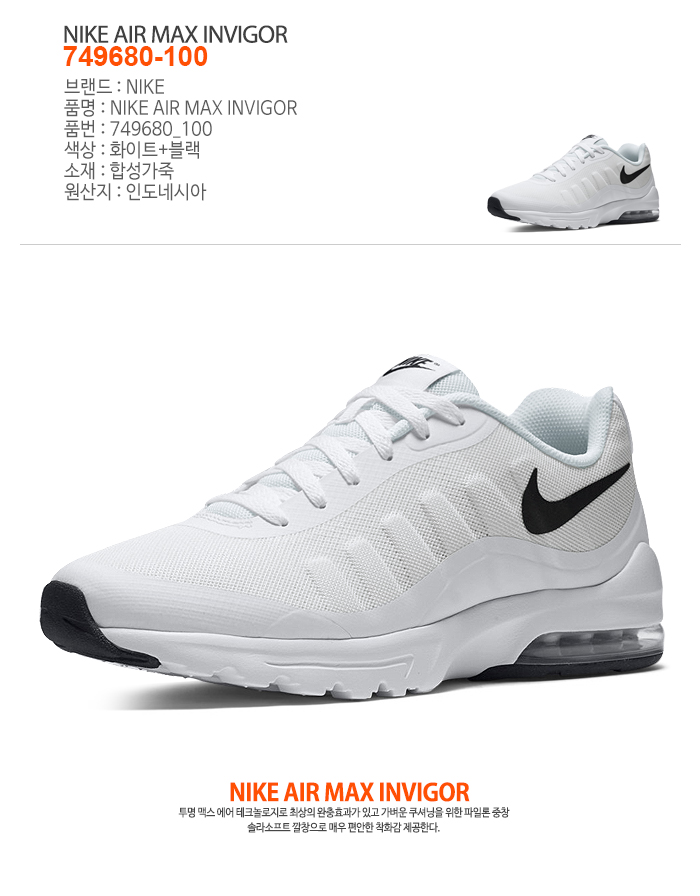 NIKE AIR MAX INVIGOR
749680-100
브랜드 : NIKE
품명 : NIKE AIR MAX INVIGOR
품번 : 749680_100
색상 : 화이트+블랙
소재 : 합성가죽
원산지 : 인도네시아
NIKE
NIKE AIR MAX INVIGOR
투명 맥스 에어 테크놀로지로 최상의 완충효과가 있고 가벼운 쿠셔닝을 위한 파일론 중창
솔라소프트 깔창으로 매우 편안한 착화감 제공한다.